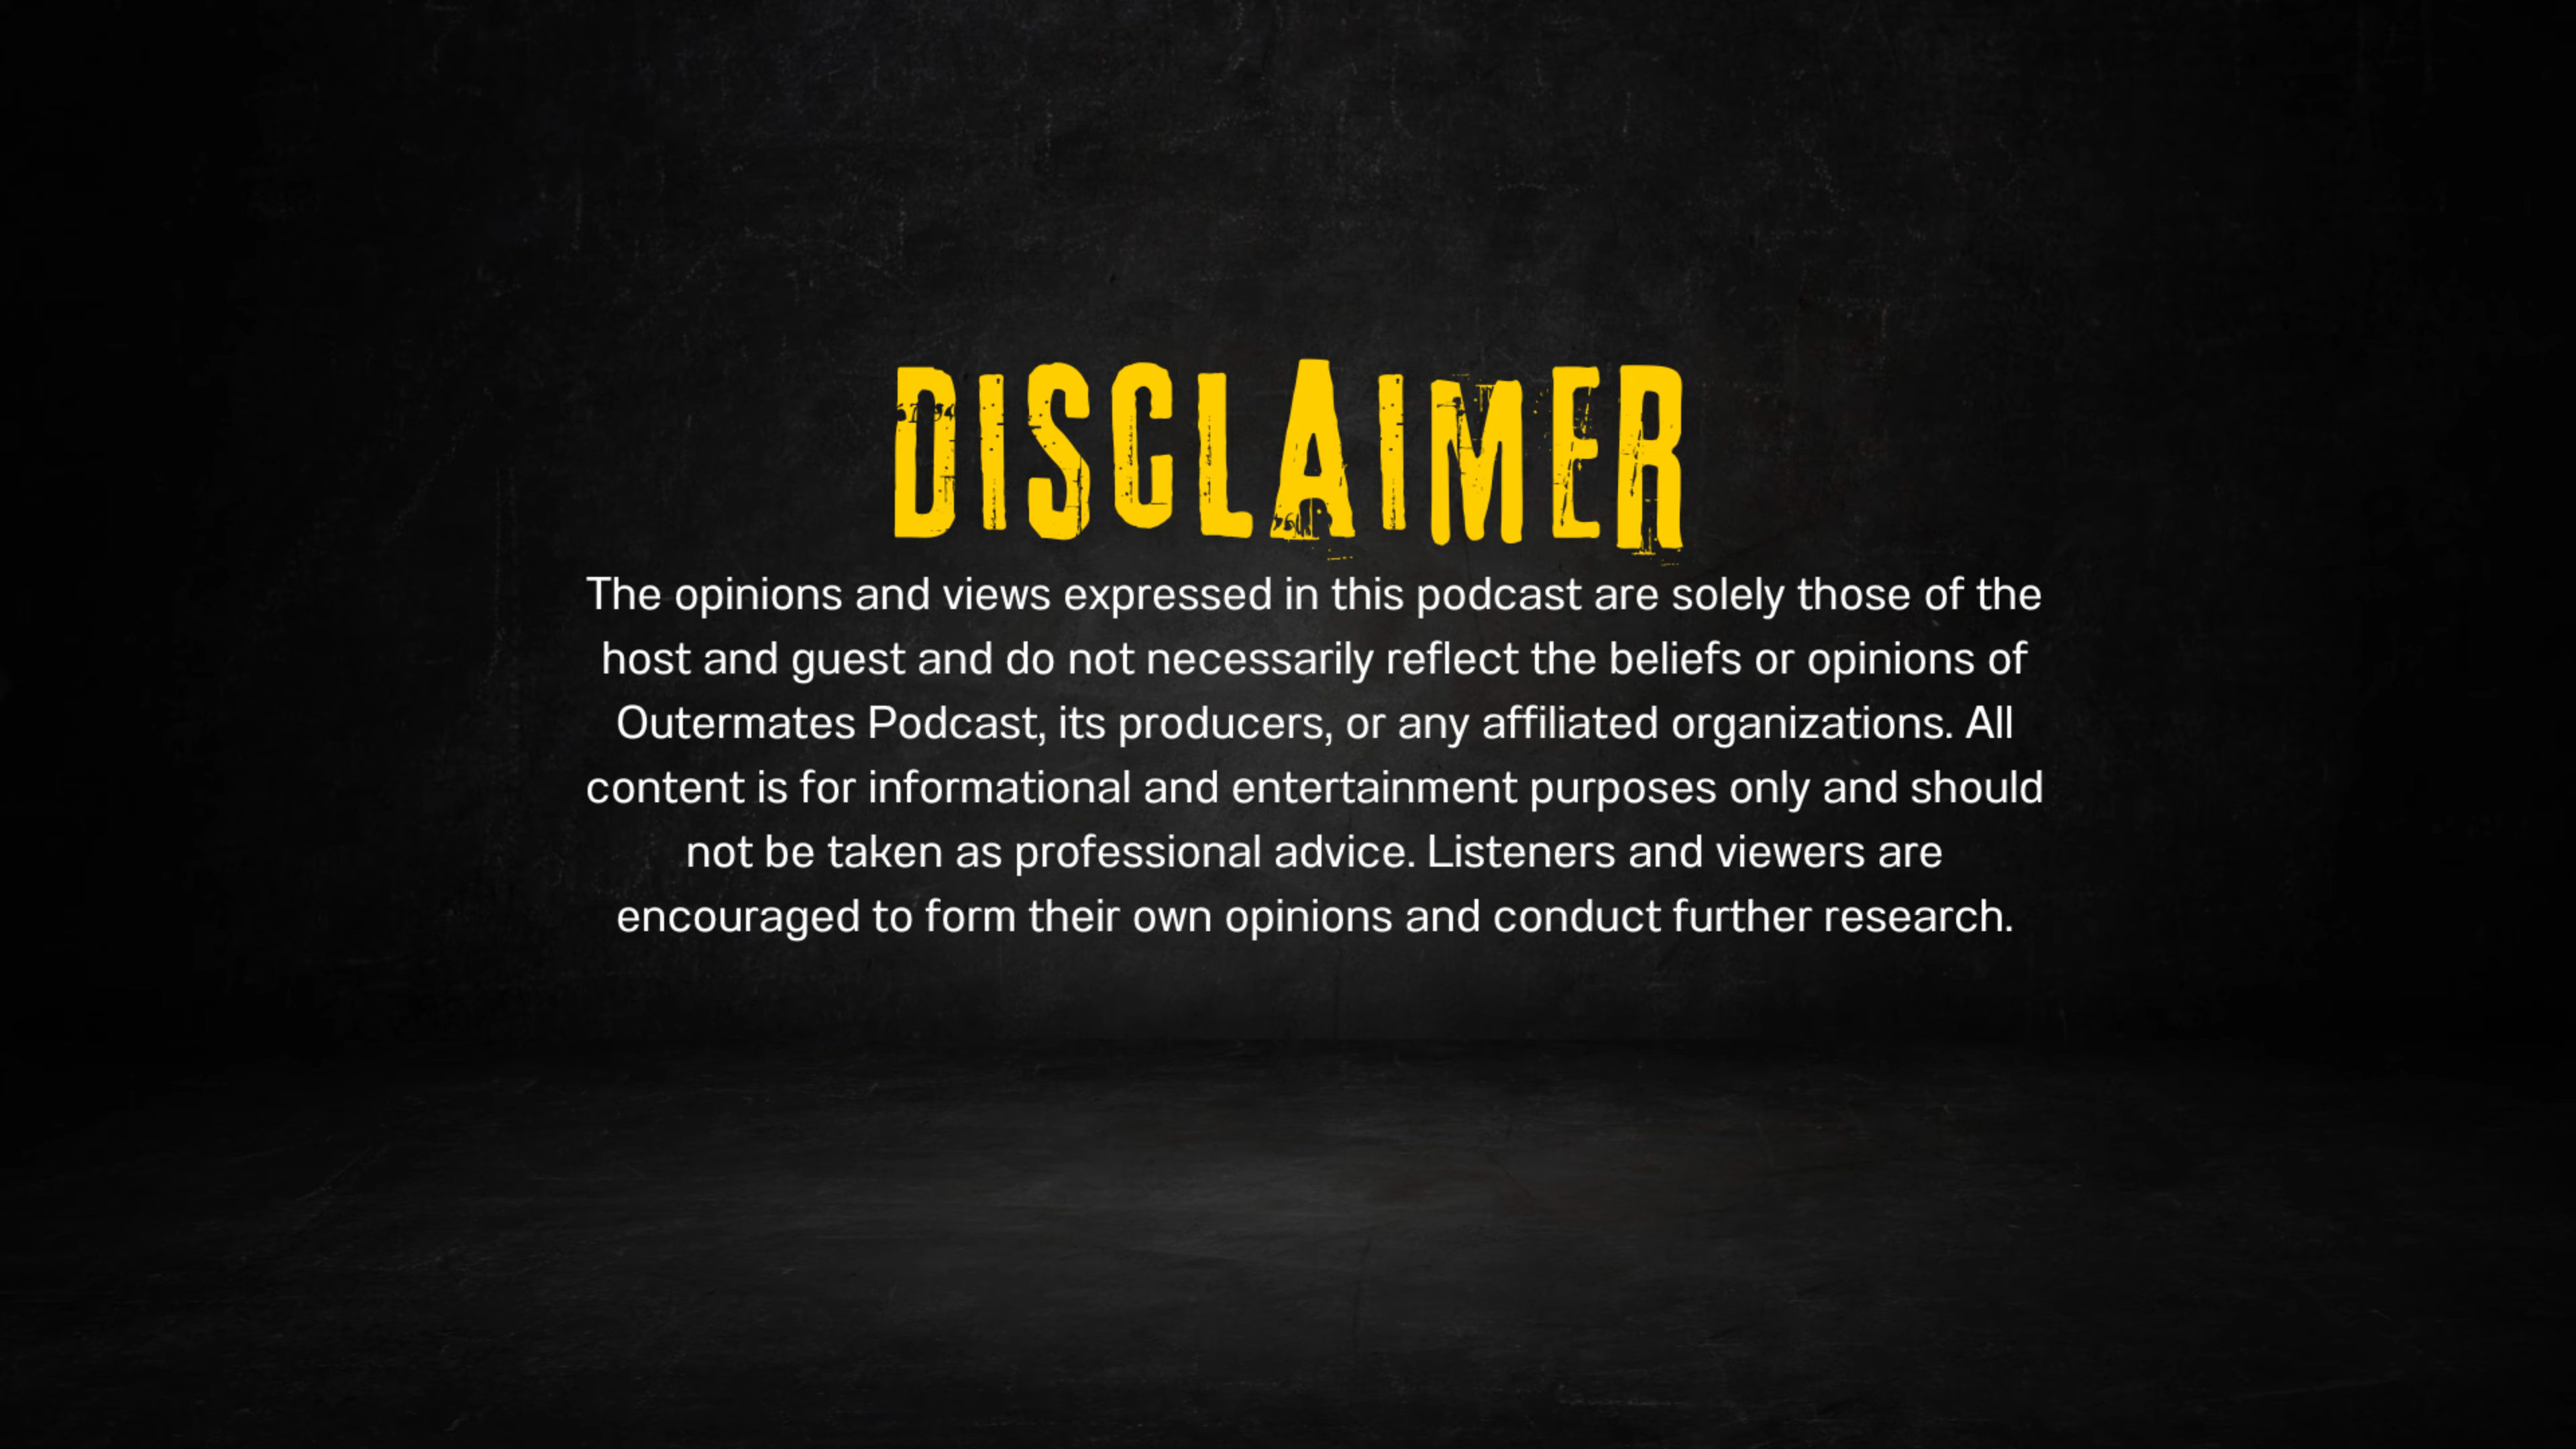 DISCLAIMER
The opinions and views expressed in this podcast are solely those of the
host and guest and do not necessarily reflect the beliefs or opinions of
Outermates Podcast, its producers, or any affiliated organizations. All
content is for informational and entertainment purposes only and should
not be taken as professional advice. Listeners and viewers are
encouraged to form their own opinions and conduct further research.